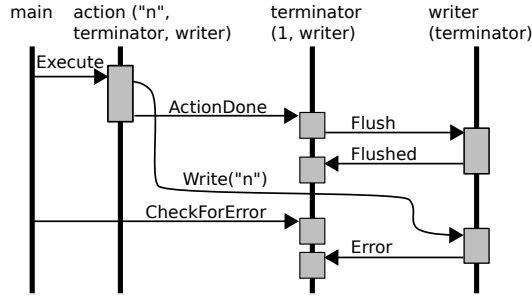 main
action ("n",
terminator, writer)
terminator
(1, writer)
writer
(terminator)
Execute
ActionDone
Flush
Flushed
Write("n")
CheckForError
Error